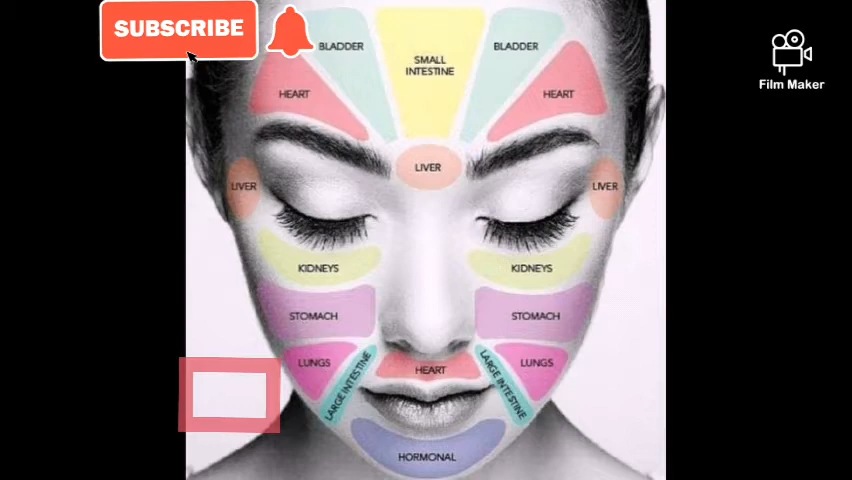 SUBSCRIBE
Film Maker
BLADDER
SMALL
INTESTINE
BLADDER
HEART
HEART
LIVER
LIVER
LIVER
KIDNEYS
KIDNEYS
STOMACH
STOMACH
LUNGS
LARGE INTESTINE
HEART
LARGE INTESTINE
LUNGS
HORMONAL